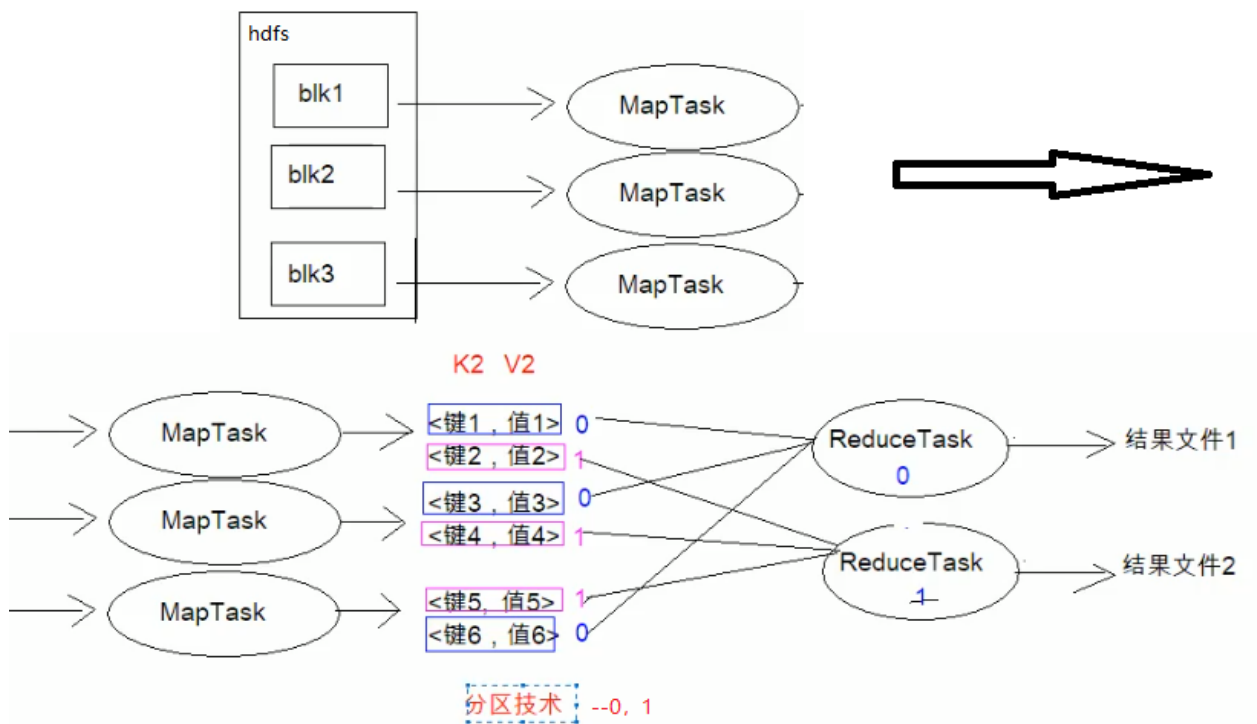 hdfs
blk1
MapTask
blk2
MapTask
blk3
MapTask
K2 V2
MapTask
<键1，值1> 0
<键2，值2> 1
ReduceTask
0
结果文件1
MapTask
<键3，值3> 0
<键4，值4> 1
ReduceTask
1
结果文件2
MapTask
<键5, 值5> 1
<键6，值6> 0
分区技术 --0, 1